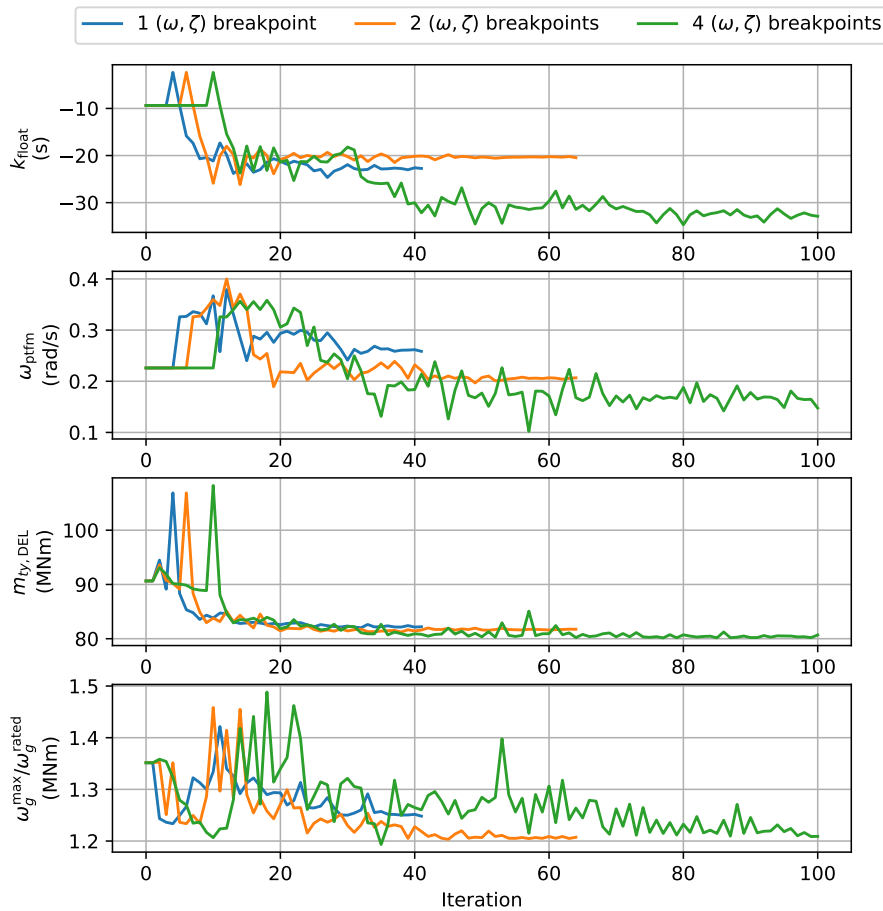 1 (ω, ζ) breakpoint 2 (ω, ζ) breakpoints 4 (ω, ζ) breakpoints
k_float
(s)
−10
−20
−30
0 20 40 60 80 100
ω_ptfm
(rad/s)
0.4
0.3
0.2
0.1
0 20 40 60 80 100
m_ty, DEL
(MNm)
100
90
80
0 20 40 60 80 100
ω_g^max/ω_g^rated
(MNm)
1.5
1.4
1.3
1.2
0 20 40 60 80 100
Iteration